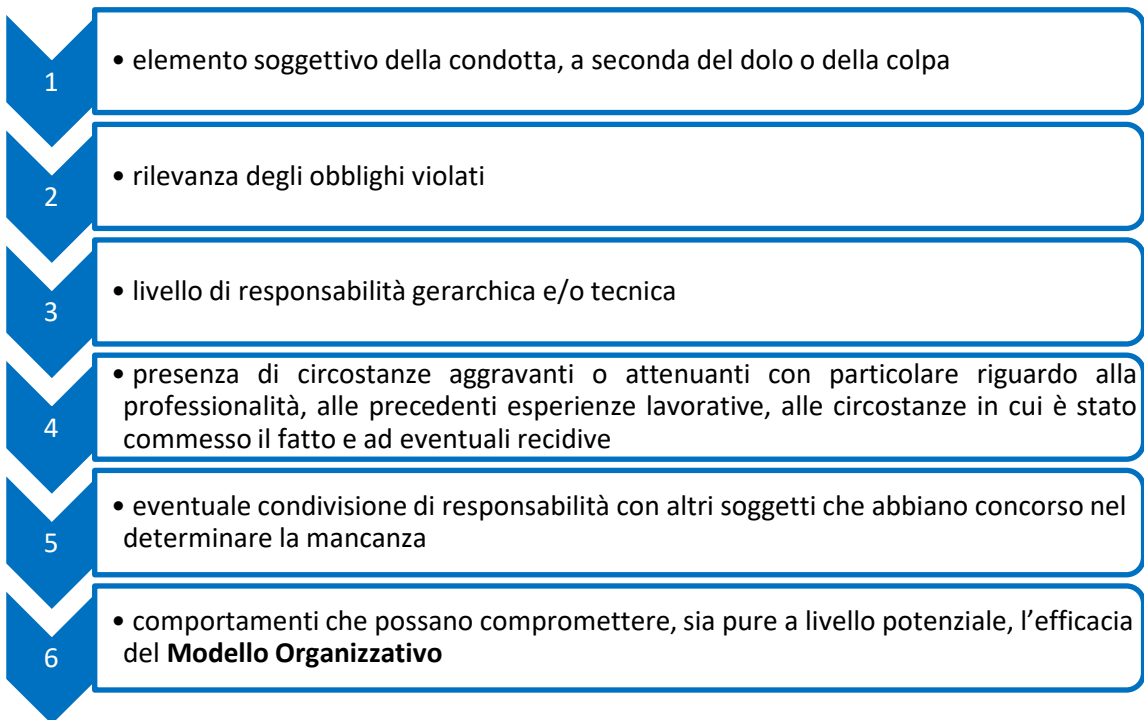 1
• elemento soggettivo della condotta, a seconda del dolo o della colpa
2
• rilevanza degli obblighi violati
3
• livello di responsabilità gerarchica e/o tecnica
4
• presenza di circostanze aggravanti o attenuanti con particolare riguardo alla
professionalità, alle precedenti esperienze lavorative, alle circostanze in cui è stato
commesso il fatto e ad eventuali recidive
5
• eventuale condivisione di responsabilità con altri soggetti che abbiano concorso nel
determinare la mancanza
6
• comportamenti che possano compromettere, sia pure a livello potenziale, l’efficacia
del Modello Organizzativo